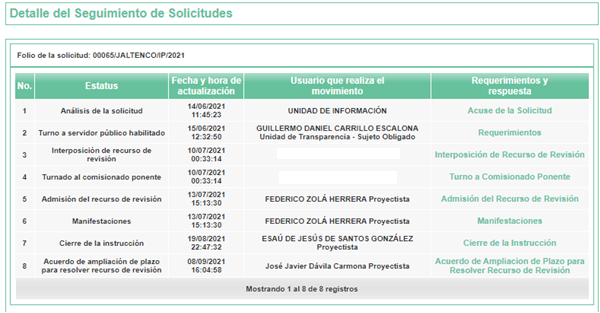 Detalle del Seguimiento de Solicitudes
Folio de la solicitud: 00065/JALTENCO/IP/2021
No. Estatus Fecha y hora de actualización Usuario que realiza el movimiento Requerimientos y respuesta
1 Análisis de la solicitud 14/06/2021 11:45:23 UNIDAD DE INFORMACIÓN Acuse de la Solicitud
2 Turno a servidor público habilitado 15/06/2021 12:32:50 GUILLERMO DANIEL CARRILLO ESCALONA Unidad de Transparencia - Sujeto Obligado Requerimientos
3 Interposición de recurso de revisión 10/07/2021 00:33:14 Interposición de Recurso de Revisión
4 Turnado al comisionado ponente 10/07/2021 00:33:14 Turno a Comisionado Ponente
5 Admisión del recurso de revisión 13/07/2021 15:13:30 FEDERICO ZOLÁ HERRERA Proyectista Admisión del Recurso de Revisión
6 Manifestaciones 13/07/2021 15:13:30 FEDERICO ZOLÁ HERRERA Proyectista Manifestaciones
7 Cierre de la instrucción 19/08/2021 22:47:32 ESAÚ DE JESÚS DE SANTOS GONZÁLEZ Proyectista Cierre de la Instrucción
8 Acuerdo de ampliación de plazo para resolver recurso de revisión 08/09/2021 16:04:58 José Javier Dávila Carmona Proyectista Acuerdo de Ampliacion de Plazo para Resolver Recurso de Revisión
Mostrando 1 al 8 de 8 registros